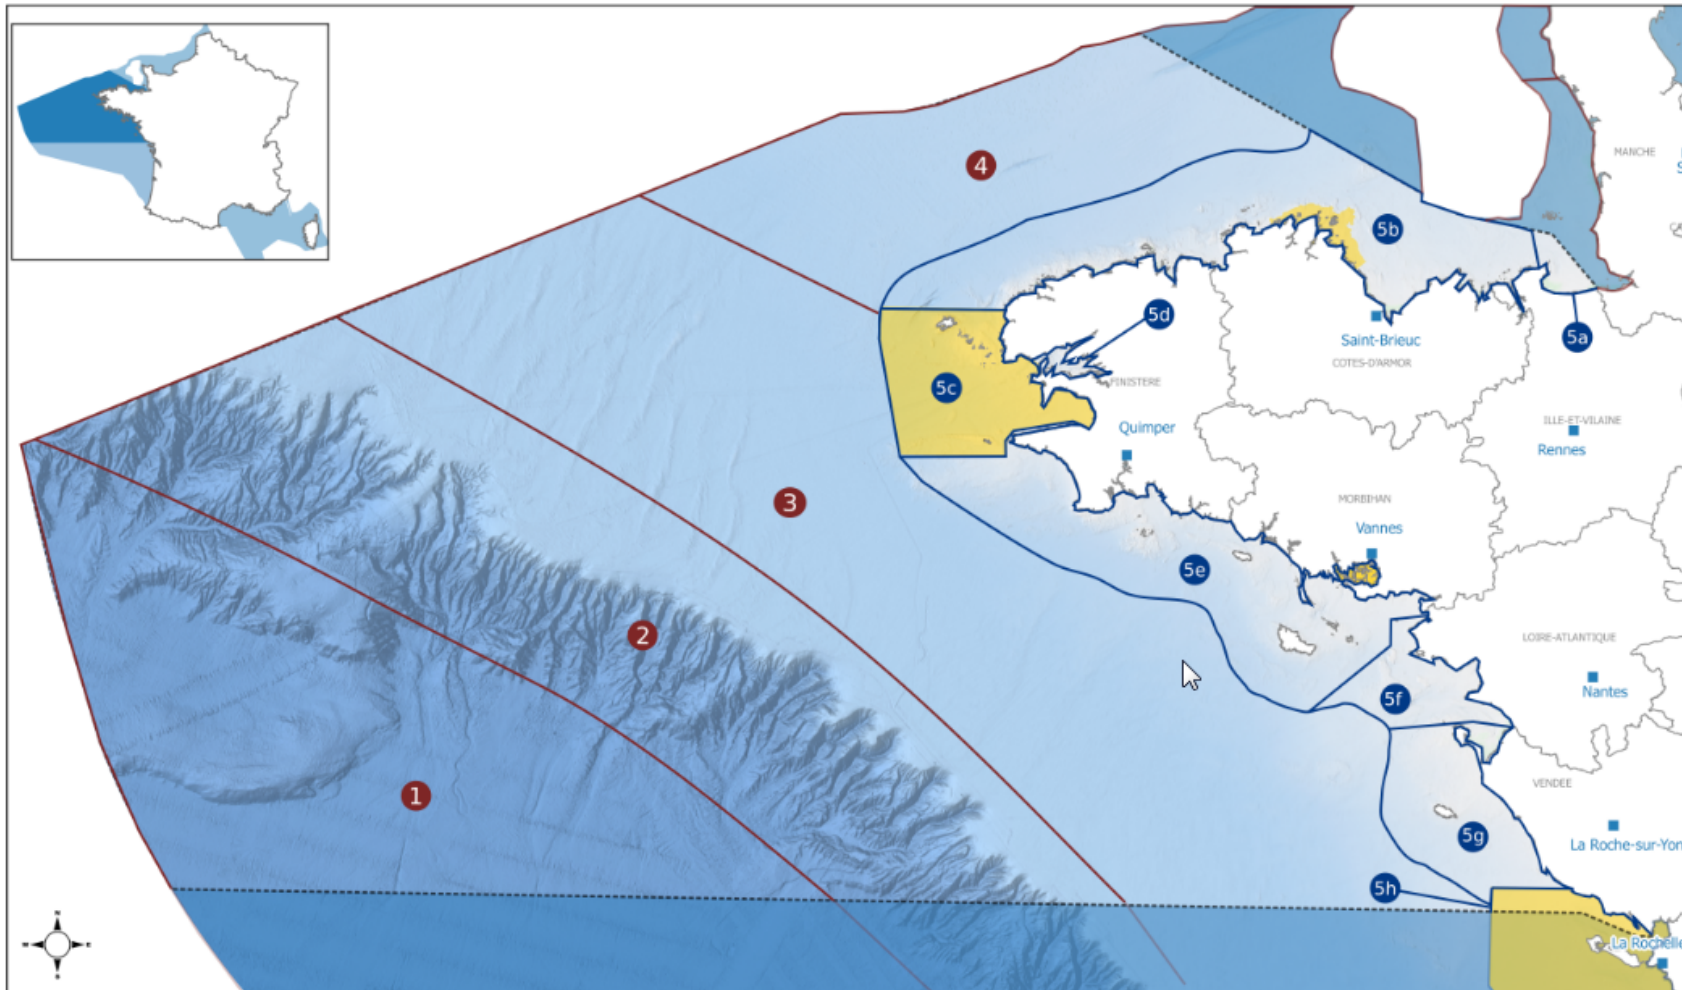 4
MANCHE
5b
5d
Saint-Brieuc
5a
COTES-D'ARMOR
FINISTERE
5c
ILLE-ET-VILAINE
Quimper
Rennes
3
MORBIHAN
Vannes
5e
2
LOIRE-ATLANTIQUE
Nantes
5f
VENDEE
1
5g
La Roche-sur-Yon
5h
N
W
E
S
La Rochelle